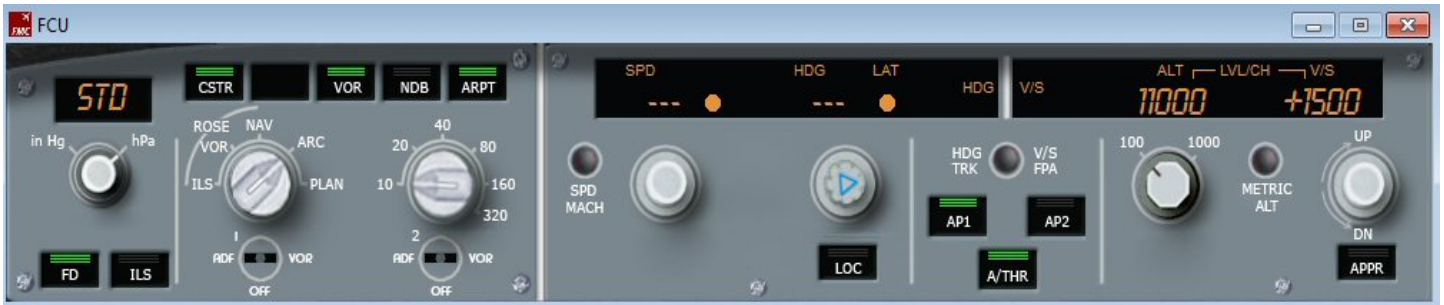 FMC FCU
STD
CSTR VOR NDB ARPT
in Hg hPa
ROSE NAV ARC
VOR ILS PLAN
10 20 40 80 160 320
1 ADF VOR OFF
2 ADF VOR OFF
FD ILS
SPD HDG LAT
--- ---
HDG V/S
ALT LVL/CH V/S
11000 +1500
SPD
MACH
LOC
HDG V/S
TRK FPA
AP1 AP2
A/THR
100 1000
METRIC
ALT
UP
DN
APPR